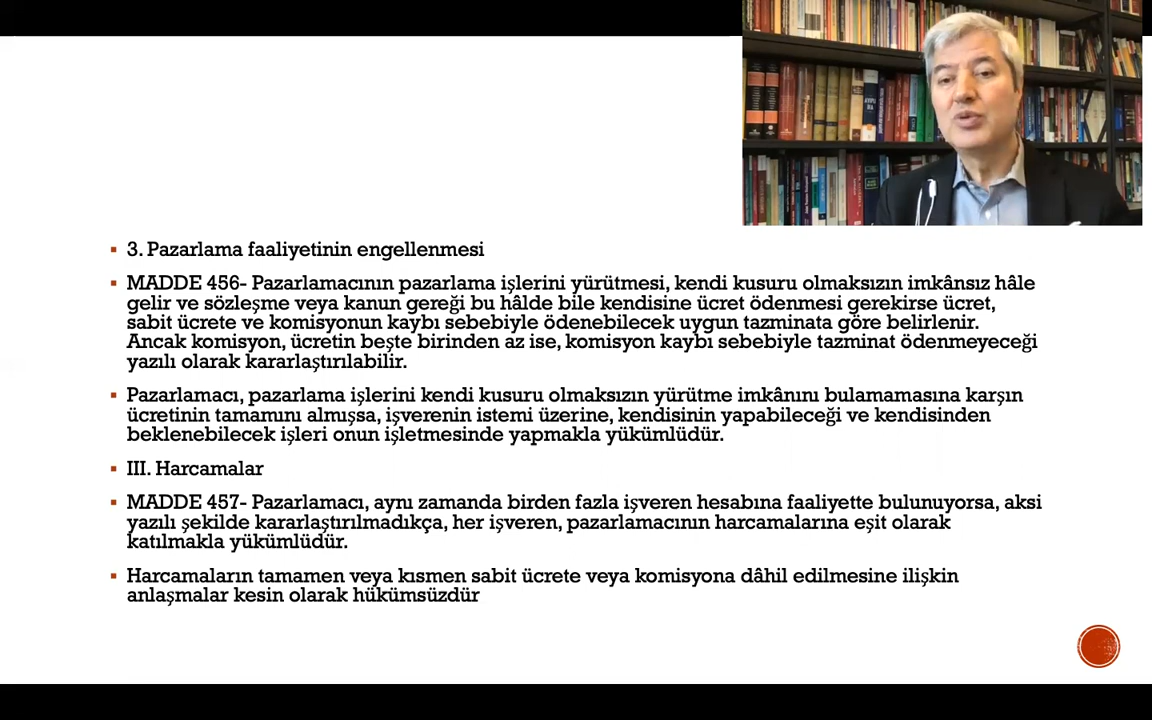 3. Pazarlama faaliyetinin engellenmesi
MADDE 456- Pazarlamacının pazarlama işlerini yürütmesi, kendi kusuru olmaksızın imkânsız hâle
gelir ve sözleşme veya kanun gereği bu hâlde bile kendisine ücret ödenmesi gerekirse ücret,
sabit ücrete ve komisyonun kaybı sebebiyle ödenebilecek uygun tazminata göre belirlenir.
Ancak komisyon, ücretin beşte birinden az ise, komisyon kaybı sebebiyle tazminat ödenmeyeceği
yazılı olarak kararlaştırılabilir.
Pazarlamacı, pazarlama işlerini kendi kusuru olmaksızın yürütme imkânını bulamamasına karşın
ücretinin tamamını almışsa, işverenin istemi üzerine, kendisinin yapabileceği ve kendisinden
beklenebilecek işleri onun işletmesinde yapmakla yükümlüdür.
III. Harcamalar
MADDE 457- Pazarlamacı, aynı zamanda birden fazla işveren hesabına faaliyette bulunuyorsa, aksi
yazılı şekilde kararlaştırılmadıkça, her işveren, pazarlamacının harcamalarına eşit olarak
katılmakla yükümlüdür.
Harcamaların tamamen veya kısmen sabit ücrete veya komisyona dâhil edilmesine ilişkin
anlaşmalar kesin olarak hükümsüzdür